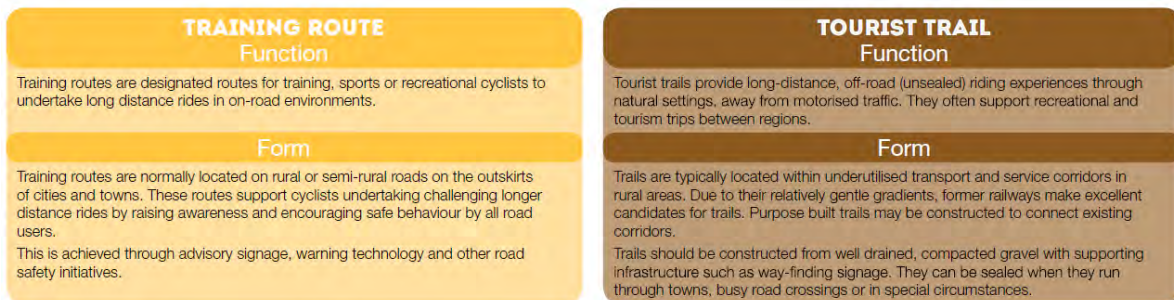 TRAINING ROUTE
Function
Training routes are designated routes for training, sports or recreational cyclists to
undertake long distance rides in on-road environments.
Form
Training routes are normally located on rural or semi-rural roads on the outskirts
of cities and towns. These routes support cyclists undertaking challenging longer
distance rides by raising awareness and encouraging safe behaviour by all road
users.
This is achieved through advisory signage, warning technology and other road
safety initiatives.
TOURIST TRAIL
Function
Tourist trails provide long-distance, off-road (unsealed) riding experiences through
natural settings, away from motorised traffic. They often support recreational and
tourism trips between regions.
Form
Trails are typically located within underutilised transport and service corridors in
rural areas. Due to their relatively gentle gradients, former railways make excellent
candidates for trails. Purpose built trails may be constructed to connect existing
corridors.
Trails should be constructed from well drained, compacted gravel with supporting
infrastructure such as way-finding signage. They can be sealed when they run
through towns, busy road crossings or in special circumstances.